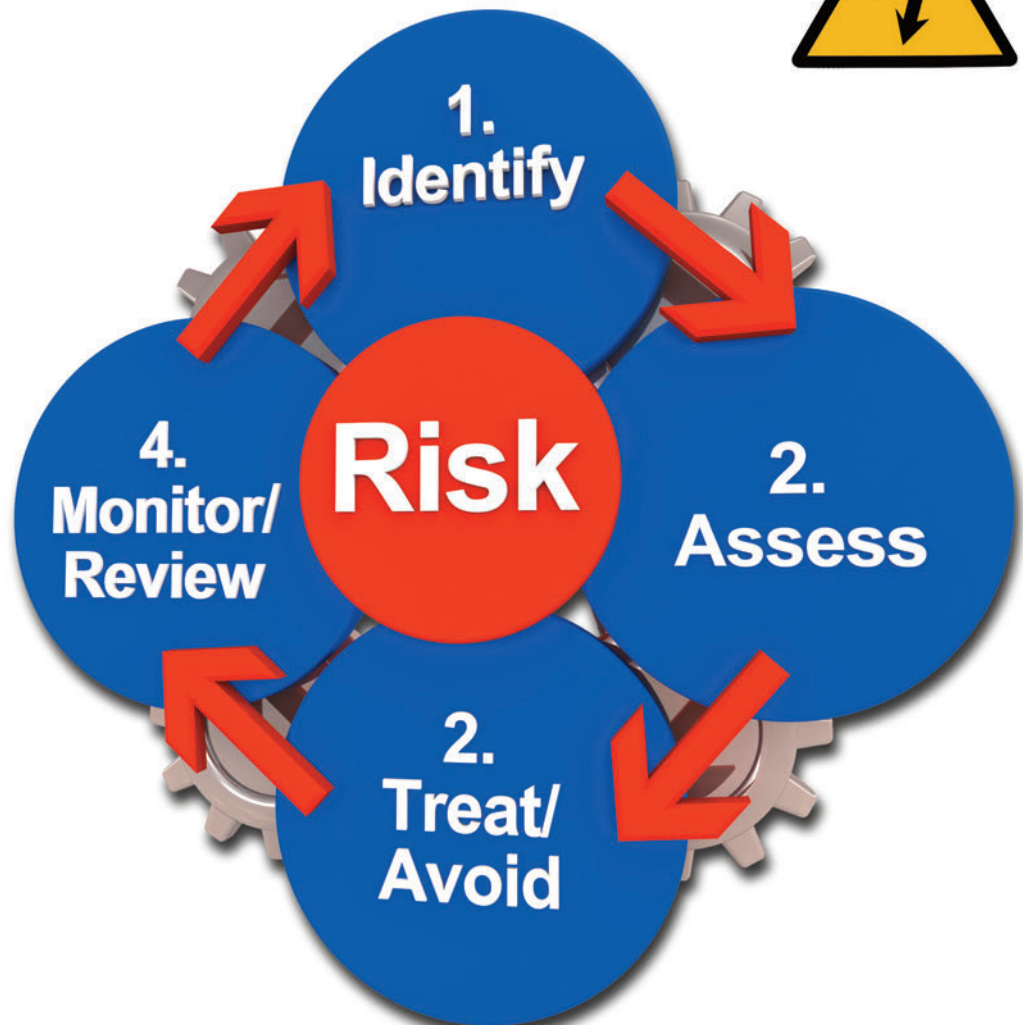 1.
Identify
2.
Assess
2.
Treat/
Avoid
4.
Monitor/
Review
Risk